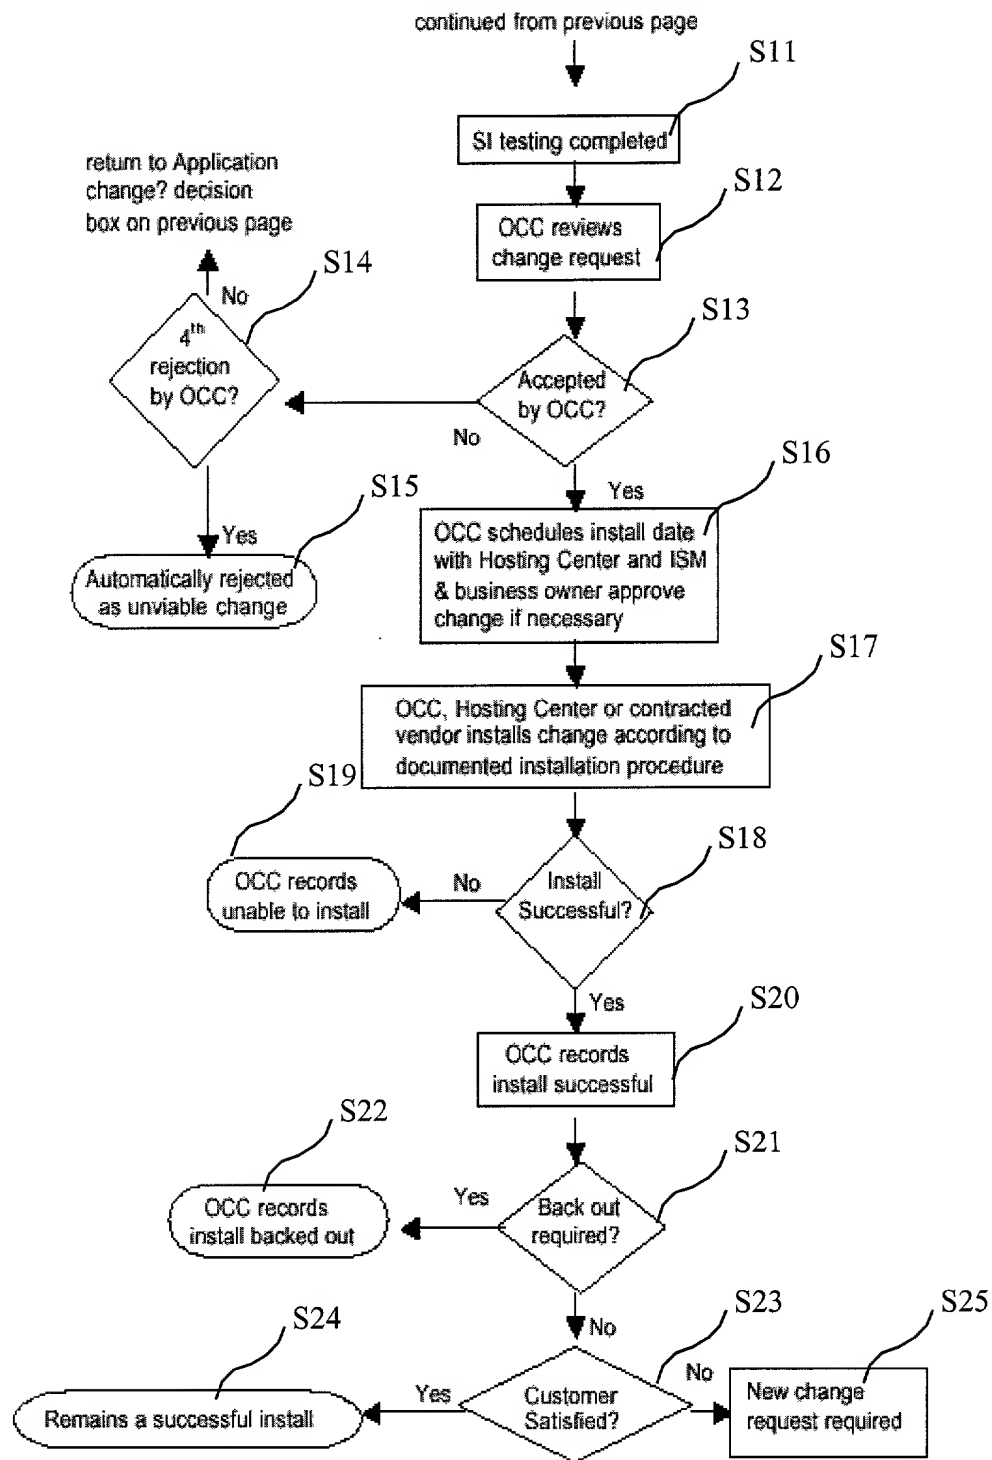 continued from previous page
S11
SI testing completed
return to Application
change? decision
box on previous page
S12
OCC reviews
change request
S14
No
S13
4th
rejection
by OCC?
Accepted
by OCC?
No
S16
Yes
S15
Yes
OCC schedules install date
with Hosting Center and ISM
& business owner approve
change if necessary
Automatically rejected
as unviable change
S17
OCC, Hosting Center or contracted
vendor installs change according to
documented installation procedure
S19
S18
OCC records
unable to install
No
Install
Successful?
Yes
S20
OCC records
install successful
S22
S21
OCC records
install backed out
Yes
Back out
required?
S24
No
S23
S25
Remains a successful install
Yes
Customer
Satisfied?
No
New change
request required